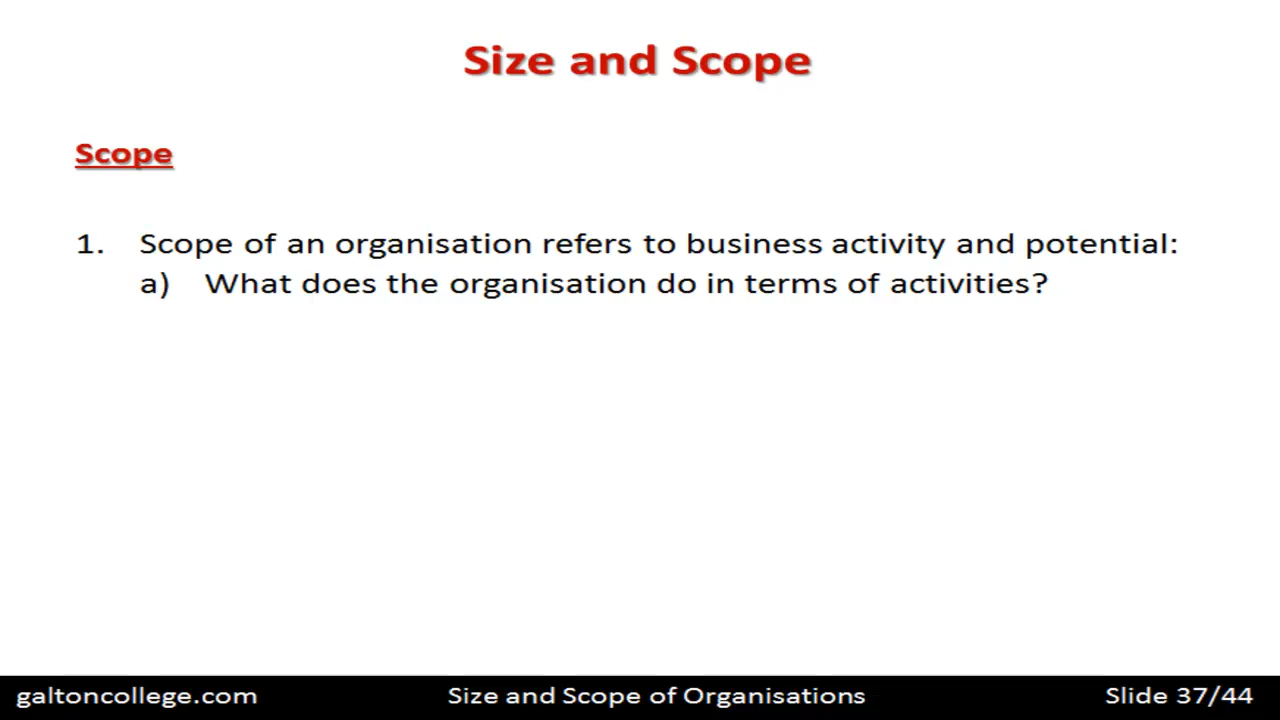 Size and Scope
Scope
1. Scope of an organisation refers to business activity and potential:
a) What does the organisation do in terms of activities?
galtoncollege.com Size and Scope of Organisations Slide 37/44